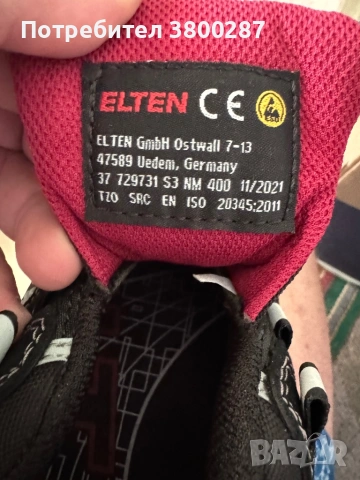 Потребител 3800287
ELTEN CE
ESD
ELTEN GmbH Ostwall 7-13
47589 Uedem, Germany
37 729731 S3 NM 400 11/2021
TZO SRC EN ISO 20345:2011
BAZAR